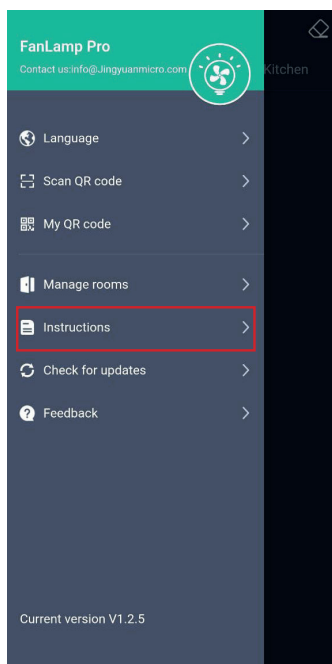 FanLamp Pro
Contact us:info@Jingyuanmicro.com
Kitchen
Language
Scan QR code
My QR code
Manage rooms
Instructions
Check for updates
Feedback
Current version V1.2.5